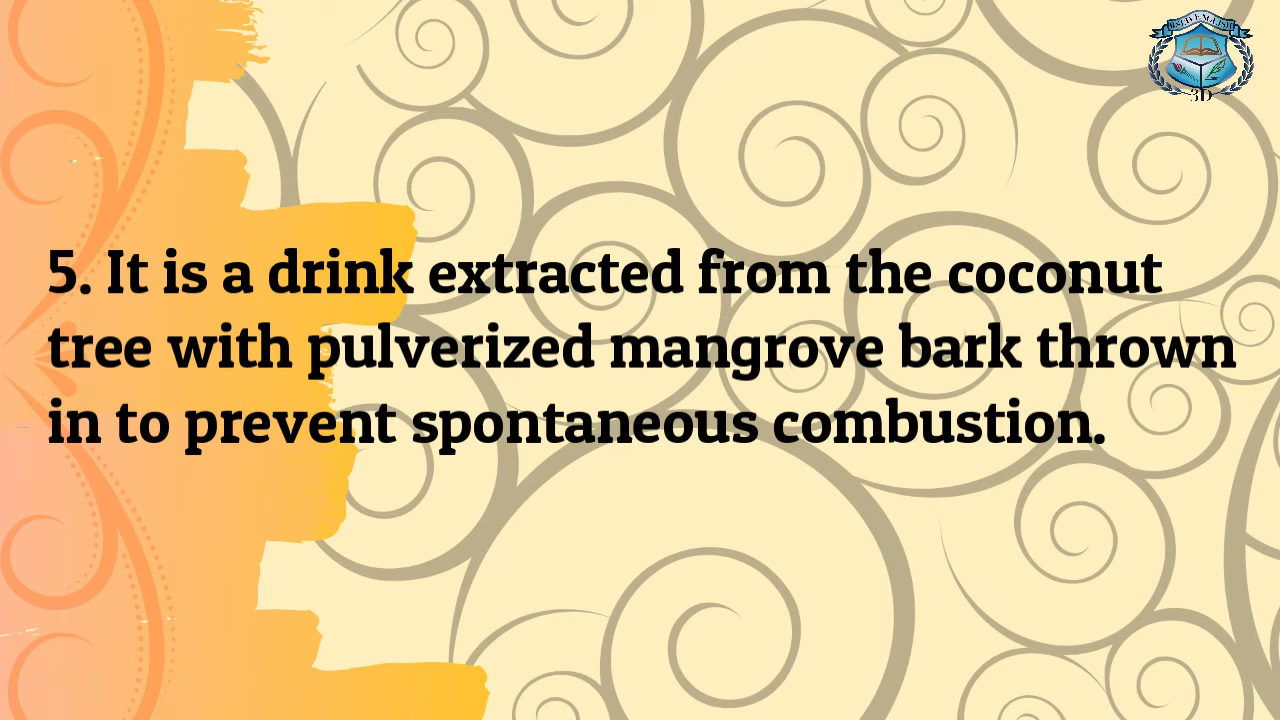 5. It is a drink extracted from the coconut
tree with pulverized mangrove bark thrown
in to prevent spontaneous combustion.
3D